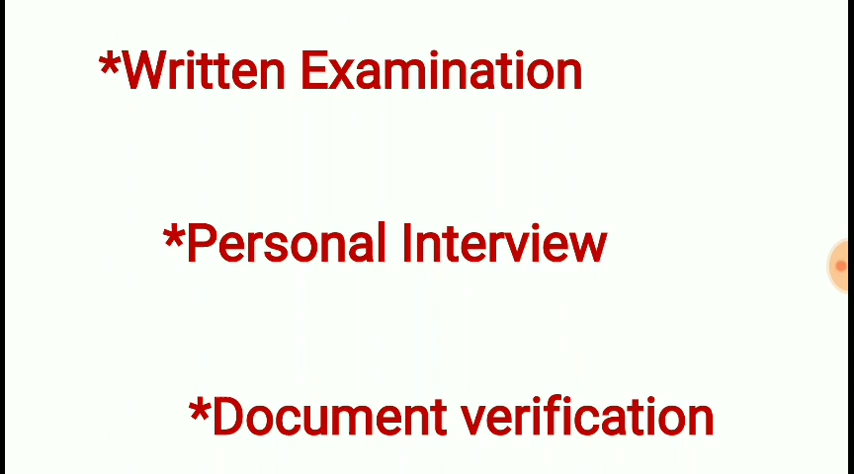 *Written Examination
*Personal Interview
*Document verification